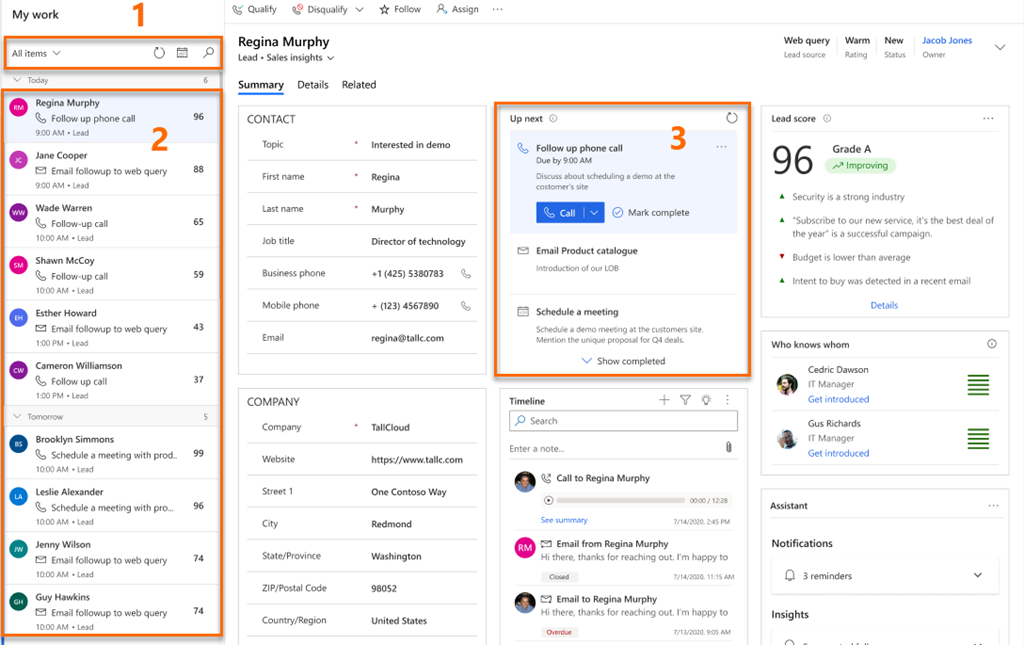 My work
1
All items
Today 6
RM
Regina Murphy
Follow up phone call 96
9:00 AM • Lead
2
JC
Jane Cooper
Email followup to web query 88
9:00 AM • Lead
WW
Wade Warren
Follow-up call 65
10:00 AM • Lead
SM
Shawn McCoy
Follow-up call 59
10:00 AM • Lead
EH
Esther Howard
Email followup to web query 43
1:00 PM • Lead
CW
Cameron Williamson
Follow up call 37
1:00 PM • Lead
Tomorrow 5
BS
Brooklyn Simmons
Schedule a meeting with prod.. 99
10:00 AM • Lead
LA
Leslie Alexander
Schedule a meeting with pro... 96
10:00 AM • Lead
JW
Jenny Wilson
Email followup to web query 74
10:00 AM • Lead
GH
Guy Hawkins
Email followup to web query 74
10:00 AM • Lead
Qualify Disqualify Follow Assign ...
Regina Murphy
Lead • Sales insights
Web query
Lead source
Warm
Rating
New
Status
Jacob Jones
Owner
Summary Details Related
CONTACT
Topic * Interested in demo
First name * Regina
Last name * Murphy
Job title Director of technology
Business phone +1 (425) 5380783
Mobile phone + (123) 4567890
Email regina@tallc.com
COMPANY
Company * TallCloud
Website https://www.tallc.com
Street 1 One Contoso Way
City Redmond
State/Province Washington
ZIP/Postal Code 98052
Country/Region United States
Up next
3
Follow up phone call ...
Due by 9:00 AM
Discuss about scheduling a demo at the
costomer's site
Call Mark complete
Email Product catalogue
Introduction of our LOB
Schedule a meeting
Schedule a demo meeting at the customers site.
Mention the unique proposal for Q4 deals.
Show completed
Timeline
Search
Enter a note...
Call to Regina Murphy
00:00 / 12:28
See summary 7/14/2020, 2:45 PM
RM
Email from Regina Murphy
Hi there, thanks for reaching out. I'm happy to
Closed 7/14/2020, 11:15 AM
Email to Regina Murphy
Hi there, thanks for reaching out. I'm happy to
Overdue 7/13/2020, 9:05 AM
Lead score ...
96
Grade A
Improving
Security is a strong industry
"Subscribe to our new service, it's the best deal of
the year" is a successful campaign.
Budget is lower than average
Intent to buy was detected in a recent email
Details
Who knows whom
Cedric Dawson
IT Manager
Get introduced
Gus Richards
IT Manager
Get introduced
Assistant ...
Notifications
3 reminders
Insights